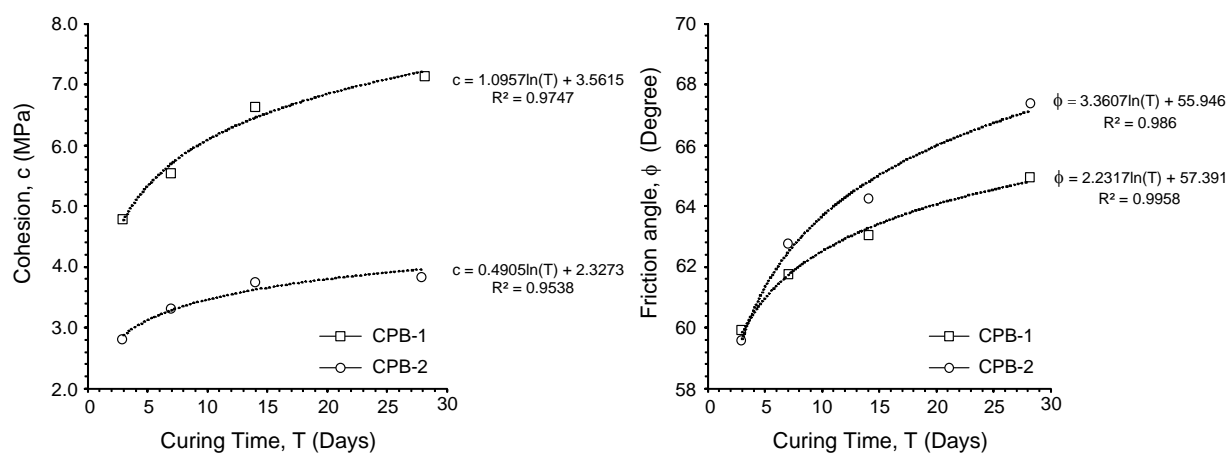 8.0
7.0
6.0
5.0
4.0
3.0
2.0
Cohesion, c (MPa)
c = 1.0957ln(T) + 3.5615
R² = 0.9747
c = 0.4905ln(T) + 2.3273
R² = 0.9538
CPB-1
CPB-2
0 5 10 15 20 25 30
Curing Time, T (Days)
70
68
66
64
62
60
58
Friction angle, ϕ (Degree)
ϕ = 3.3607ln(T) + 55.946
R² = 0.986
ϕ = 2.2317ln(T) + 57.391
R² = 0.9958
CPB-1
CPB-2
0 5 10 15 20 25 30
Curing Time, T (Days)